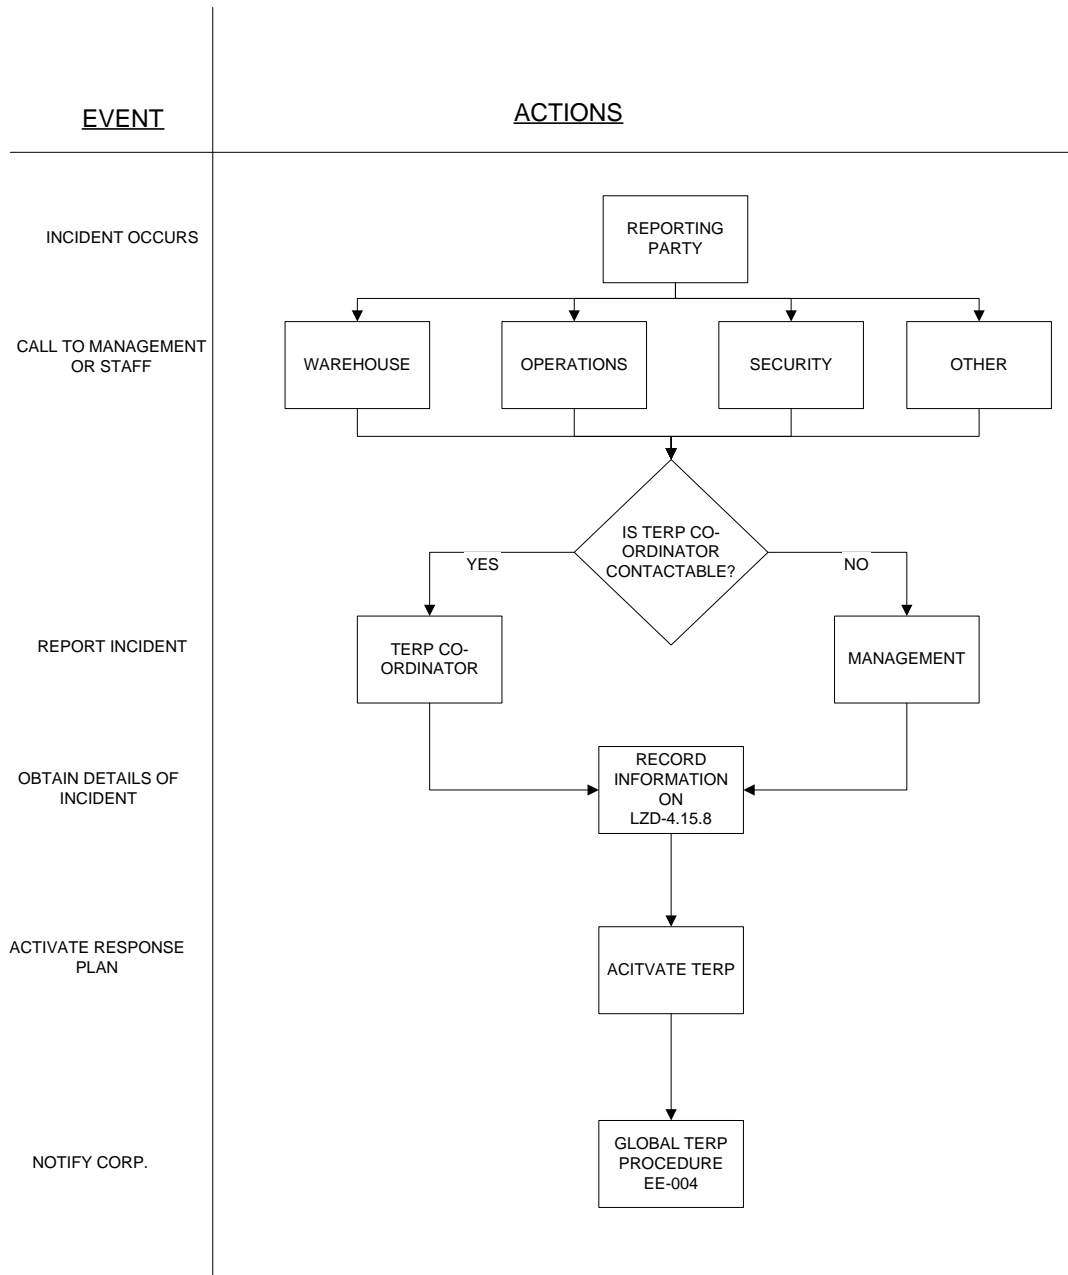 EVENT
ACTIONS
INCIDENT OCCURS
REPORTING
PARTY
CALL TO MANAGEMENT
OR STAFF
WAREHOUSE
OPERATIONS
SECURITY
OTHER
IS TERP CO-
ORDINATOR
CONTACTABLE?
YES
NO
REPORT INCIDENT
TERP CO-
ORDINATOR
MANAGEMENT
OBTAIN DETAILS OF
INCIDENT
RECORD
INFORMATION
ON
LZD-4.15.8
ACTIVATE RESPONSE
PLAN
ACITVATE TERP
NOTIFY CORP.
GLOBAL TERP
PROCEDURE
EE-004